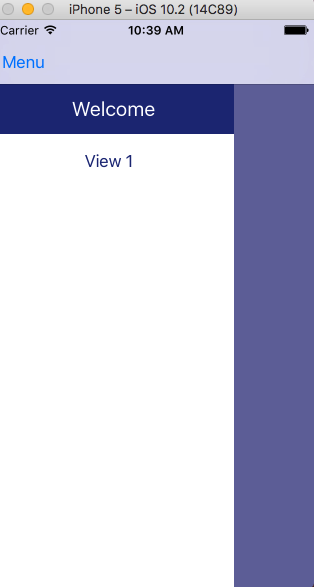 iPhone 5 – iOS 10.2 (14C89)
Carrier 10:39 AM
Menu
Welcome
View 1